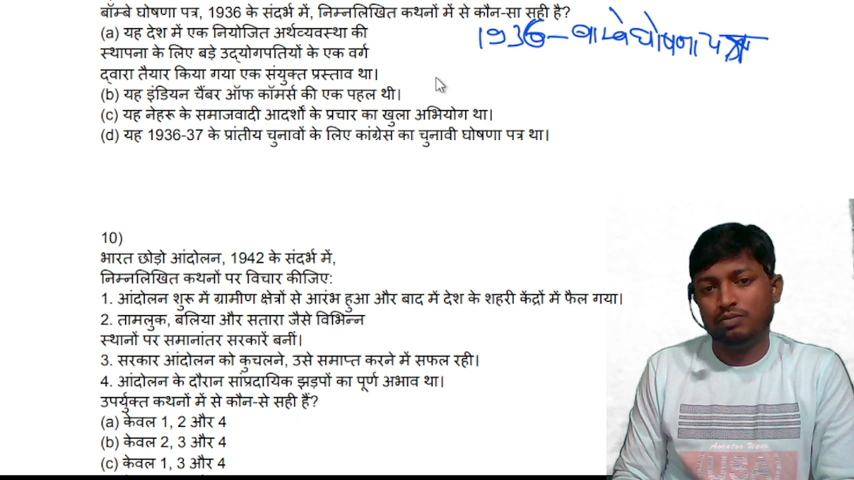 बॉम्बे घोषणा पत्र, 1936 के संदर्भ में, निम्नलिखित कथनों में से कौन-सा सही है?
1936 – बाम्बे घोषणा पत्र
(a) यह देश में एक नियोजित अर्थव्यवस्था की
स्थापना के लिए बड़े उद्योगपतियों के एक वर्ग
द्वारा तैयार किया गया एक संयुक्त प्रस्ताव था।
(b) यह इंडियन चैंबर ऑफ कॉमर्स की एक पहल थी।
(c) यह नेहरू के समाजवादी आदर्शों के प्रचार का खुला अभियोग था।
(d) यह 1936-37 के प्रांतीय चुनावों के लिए कांग्रेस का चुनावी घोषणा पत्र था।
10)
भारत छोड़ो आंदोलन, 1942 के संदर्भ में,
निम्नलिखित कथनों पर विचार कीजिए:
1. आंदोलन शुरू में ग्रामीण क्षेत्रों से आरंभ हुआ और बाद में देश के शहरी केंद्रों में फैल गया।
2. तामलुक, बलिया और सतारा जैसे विभिन्न
स्थानों पर समानांतर सरकारें बनीं।
3. सरकार आंदोलन को कुचलने, उसे समाप्त करने में सफल रही।
4. आंदोलन के दौरान सांप्रदायिक झड़पों का पूर्ण अभाव था।
उपर्युक्त कथनों में से कौन-से सही हैं?
(a) केवल 1, 2 और 4
(b) केवल 2, 3 और 4
(c) केवल 1, 3 और 4